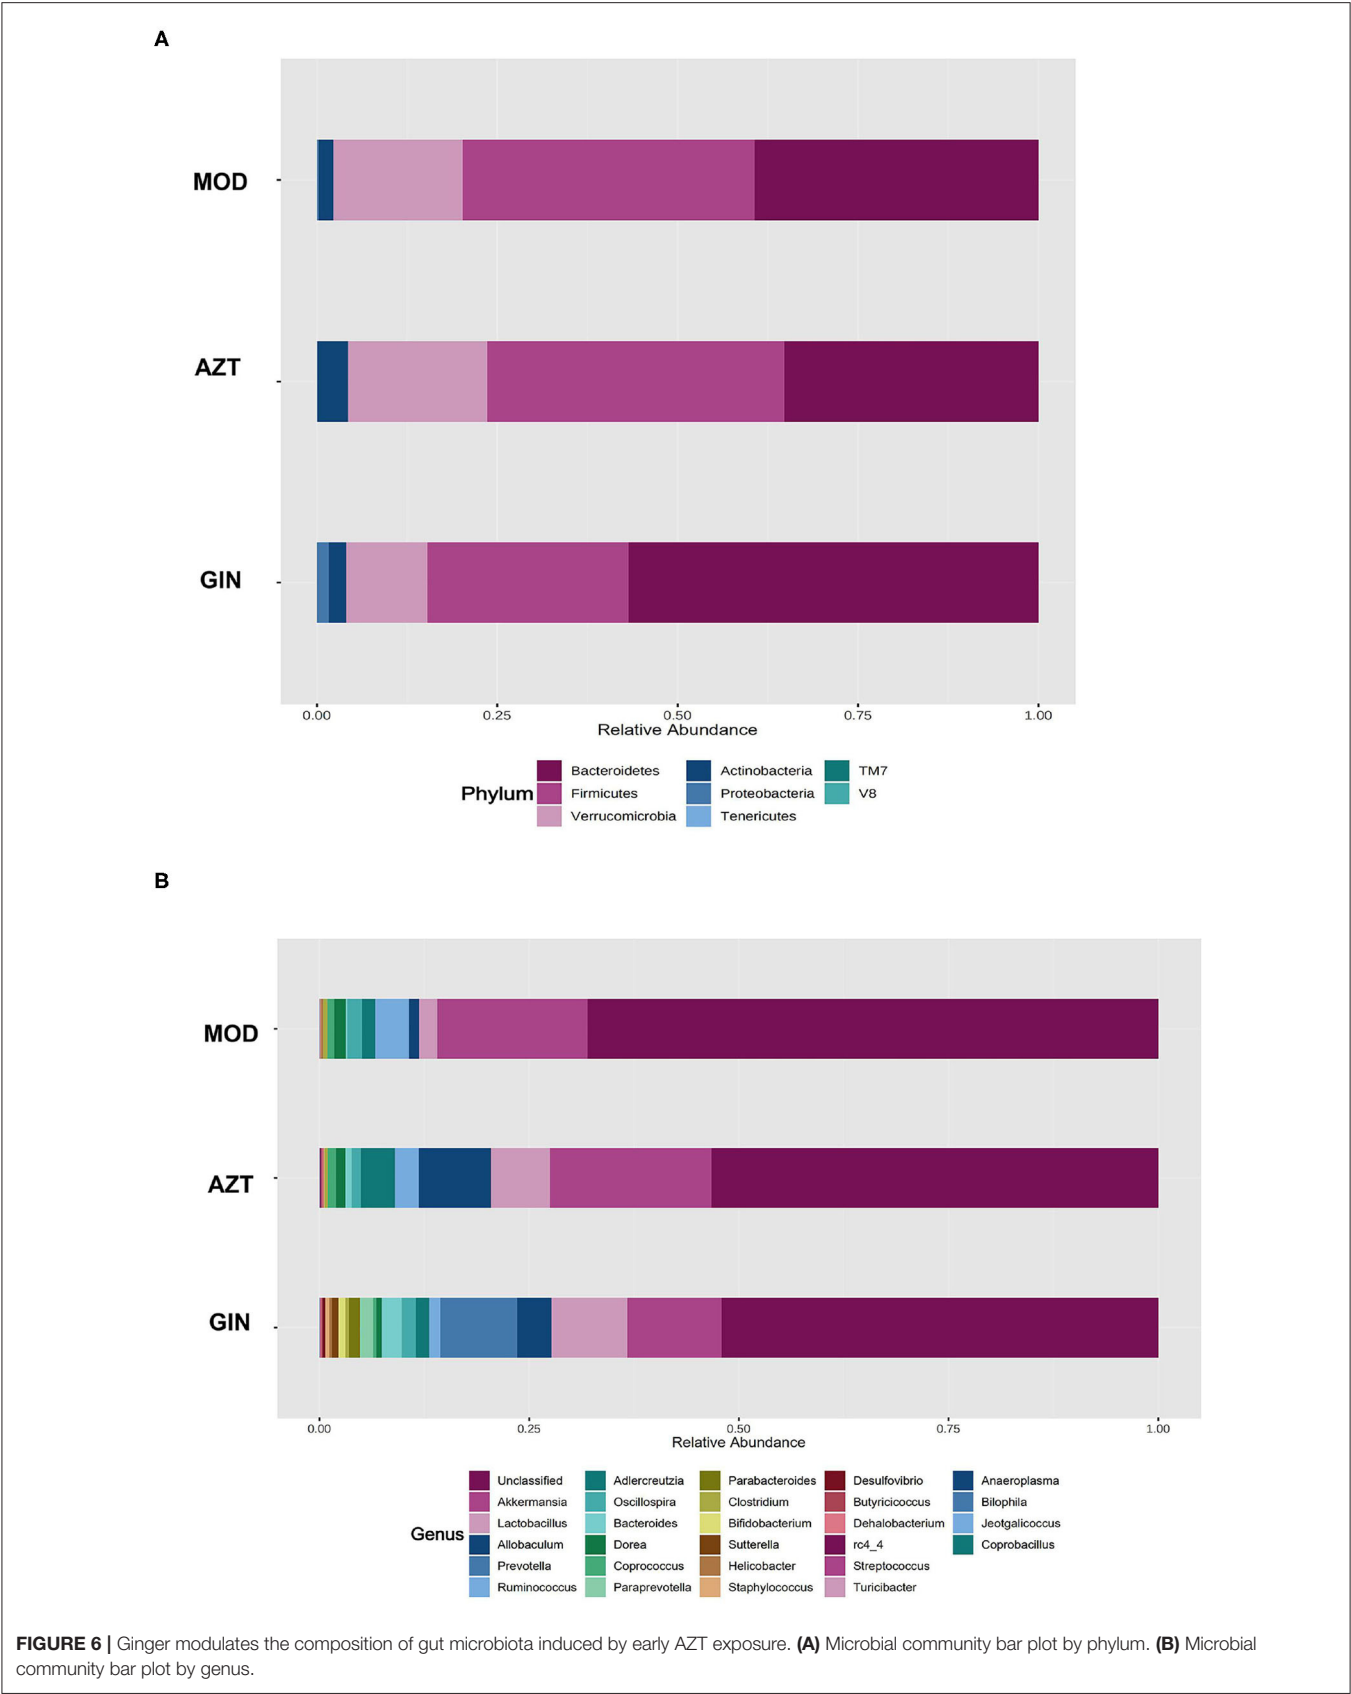 A
MOD
AZT
GIN
0.00 0.25 0.50 0.75 1.00
Relative Abundance
Phylum
Bacteroidetes Actinobacteria TM7
Firmicutes Proteobacteria V8
Verrucomicrobia Tenericutes
B
MOD
AZT
GIN
0.00 0.25 0.50 0.75 1.00
Relative Abundance
Genus
Unclassified Adlercreutzia Parabacteroides Desulfovibrio Anaeroplasma
Akkermansia Oscillospira Clostridium Butyricicoccus Bilophila
Lactobacillus Bacteroides Bifidobacterium Dehalobacterium Jeotgalicoccus
Allobaculum Dorea Sutterella rc4_4 Coprobacillus
Prevotella Coprococcus Helicobacter Streptococcus
Ruminococcus Paraprevotella Staphylococcus Turicibacter
FIGURE 6 | Ginger modulates the composition of gut microbiota induced by early AZT exposure. (A) Microbial community bar plot by phylum. (B) Microbial
community bar plot by genus.